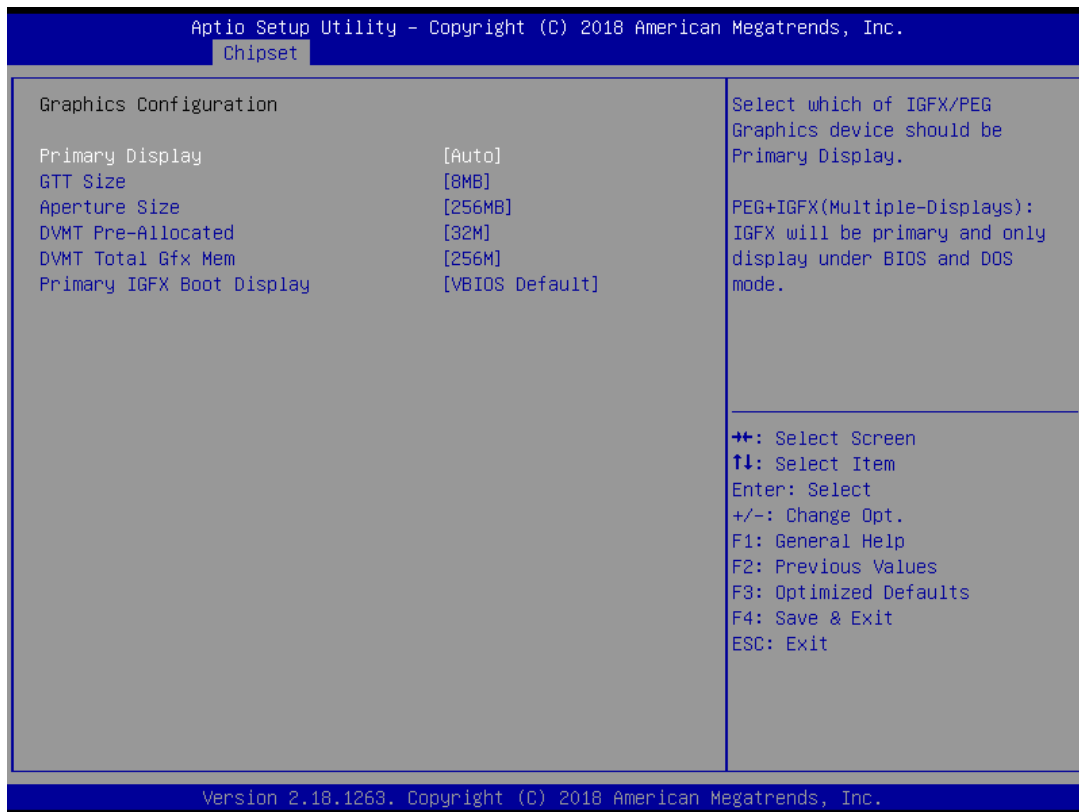 Aptio Setup Utility – Copyright (C) 2018 American Megatrends, Inc.
Chipset
Graphics Configuration
Primary Display [Auto]
GTT Size [8MB]
Aperture Size [256MB]
DVMT Pre-Allocated [32M]
DVMT Total Gfx Mem [256M]
Primary IGFX Boot Display [VBIOS Default]
Select which of IGFX/PEG
Graphics device should be
Primary Display.
PEG+IGFX(Multiple-Displays):
IGFX will be primary and only
display under BIOS and DOS
mode.
→←: Select Screen
↑↓: Select Item
Enter: Select
+/-: Change Opt.
F1: General Help
F2: Previous Values
F3: Optimized Defaults
F4: Save & Exit
ESC: Exit
Version 2.18.1263. Copyright (C) 2018 American Megatrends, Inc.